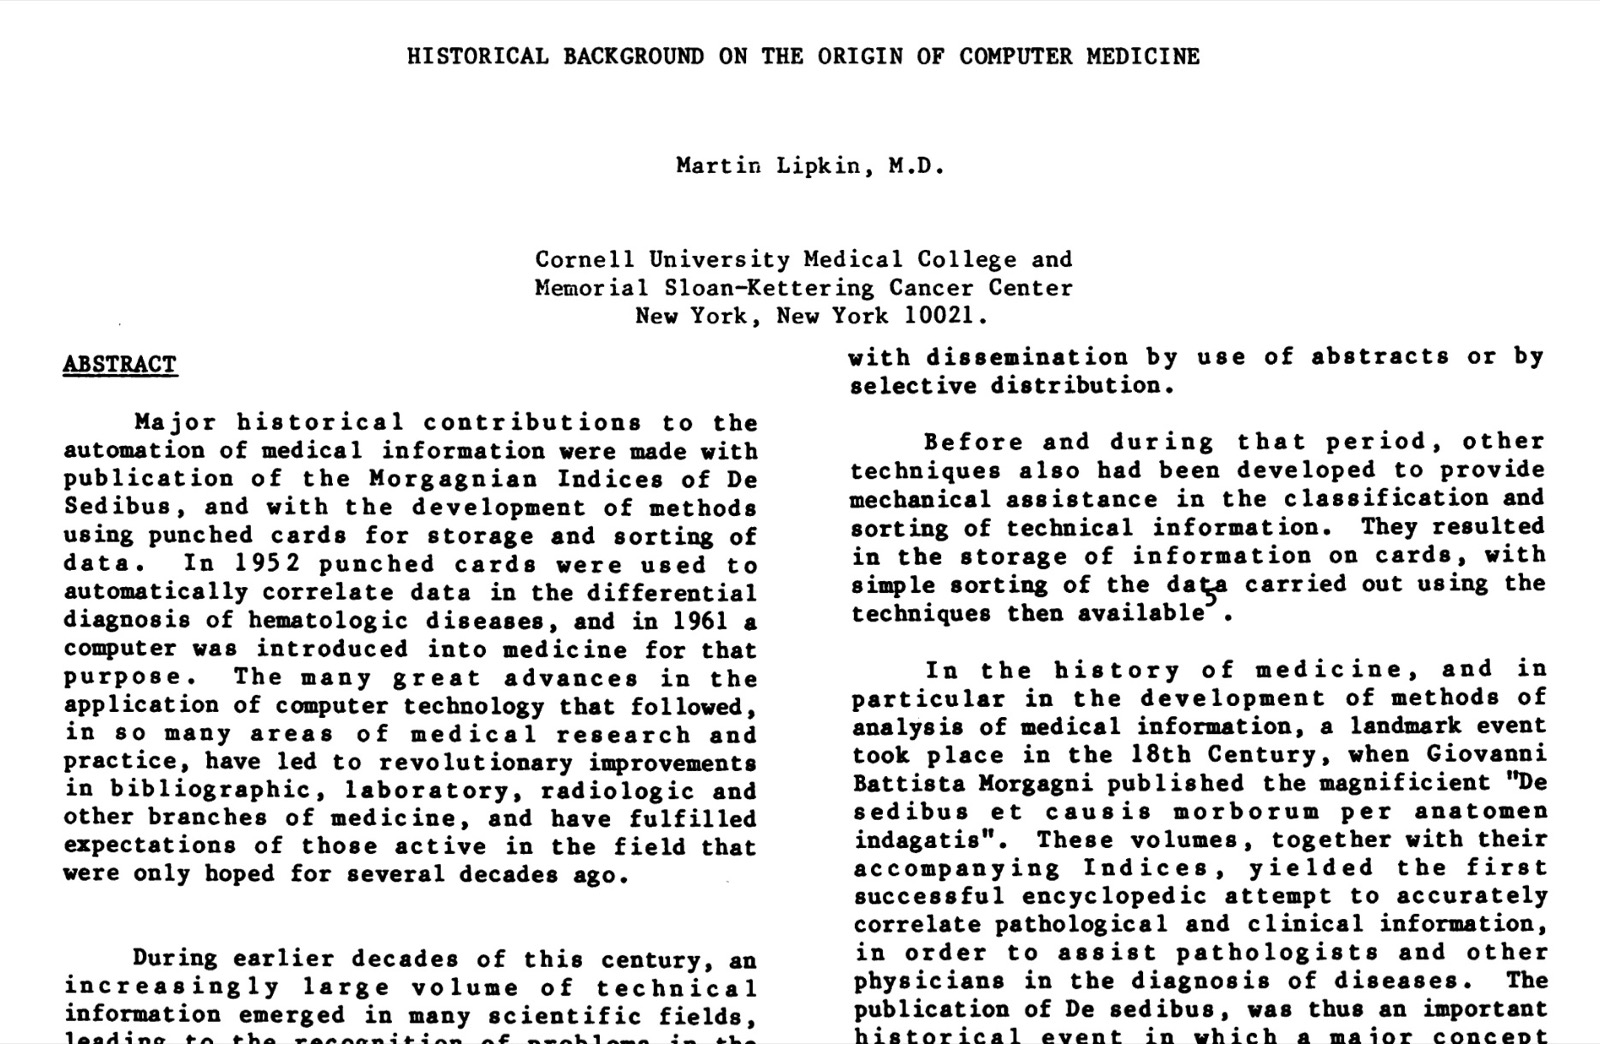 HISTORICAL BACKGROUND ON THE ORIGIN OF COMPUTER MEDICINE
Martin Lipkin, M.D.
Cornell University Medical College and
Memorial Sloan-Kettering Cancer Center
New York, New York 10021.
ABSTRACT
Major historical contributions to the
automation of medical information were made with
publication of the Morgagnian Indices of De
Sedibus, and with the development of methods
using punched cards for storage and sorting of
data. In 1952 punched cards were used to
automatically correlate data in the differential
diagnosis of hematologic diseases, and in 1961 a
computer was introduced into medicine for that
purpose. The many great advances in the
application of computer technology that followed,
in so many areas of medical research and
practice, have led to revolutionary improvements
in bibliographic, laboratory, radiologic and
other branches of medicine, and have fulfilled
expectations of those active in the field that
were only hoped for several decades ago.
During earlier decades of this century, an
increasingly large volume of technical
information emerged in many scientific fields,
leading to the recognition of problems in the
with dissemination by use of abstracts or by
selective distribution.
Before and during that period, other
techniques also had been developed to provide
mechanical assistance in the classification and
sorting of technical information. They resulted
in the storage of information on cards, with
simple sorting of the data carried out using the
techniques then available5.
In the history of medicine, and in
particular in the development of methods of
analysis of medical information, a landmark event
took place in the 18th Century, when Giovanni
Battista Morgagni published the magnificient "De
sedibus et causis morborum per anatomen
indagatis". These volumes, together with their
accompanying Indices, yielded the first
successful encyclopedic attempt to accurately
correlate pathological and clinical information,
in order to assist pathologists and other
physicians in the diagnosis of diseases. The
publication of De sedibus, was thus an important
historical event in which a major concept